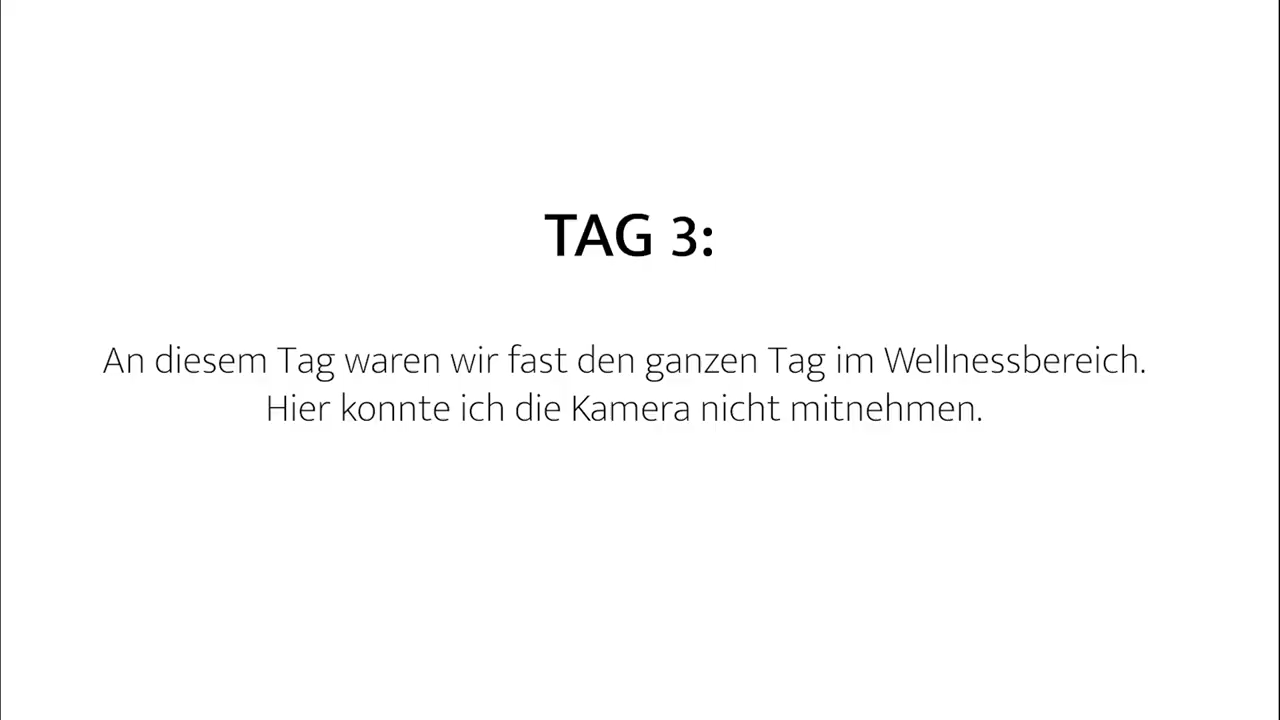 TAG 3:
An diesem Tag waren wir fast den ganzen Tag im Wellnessbereich.
Hier konnte ich die Kamera nicht mitnehmen.